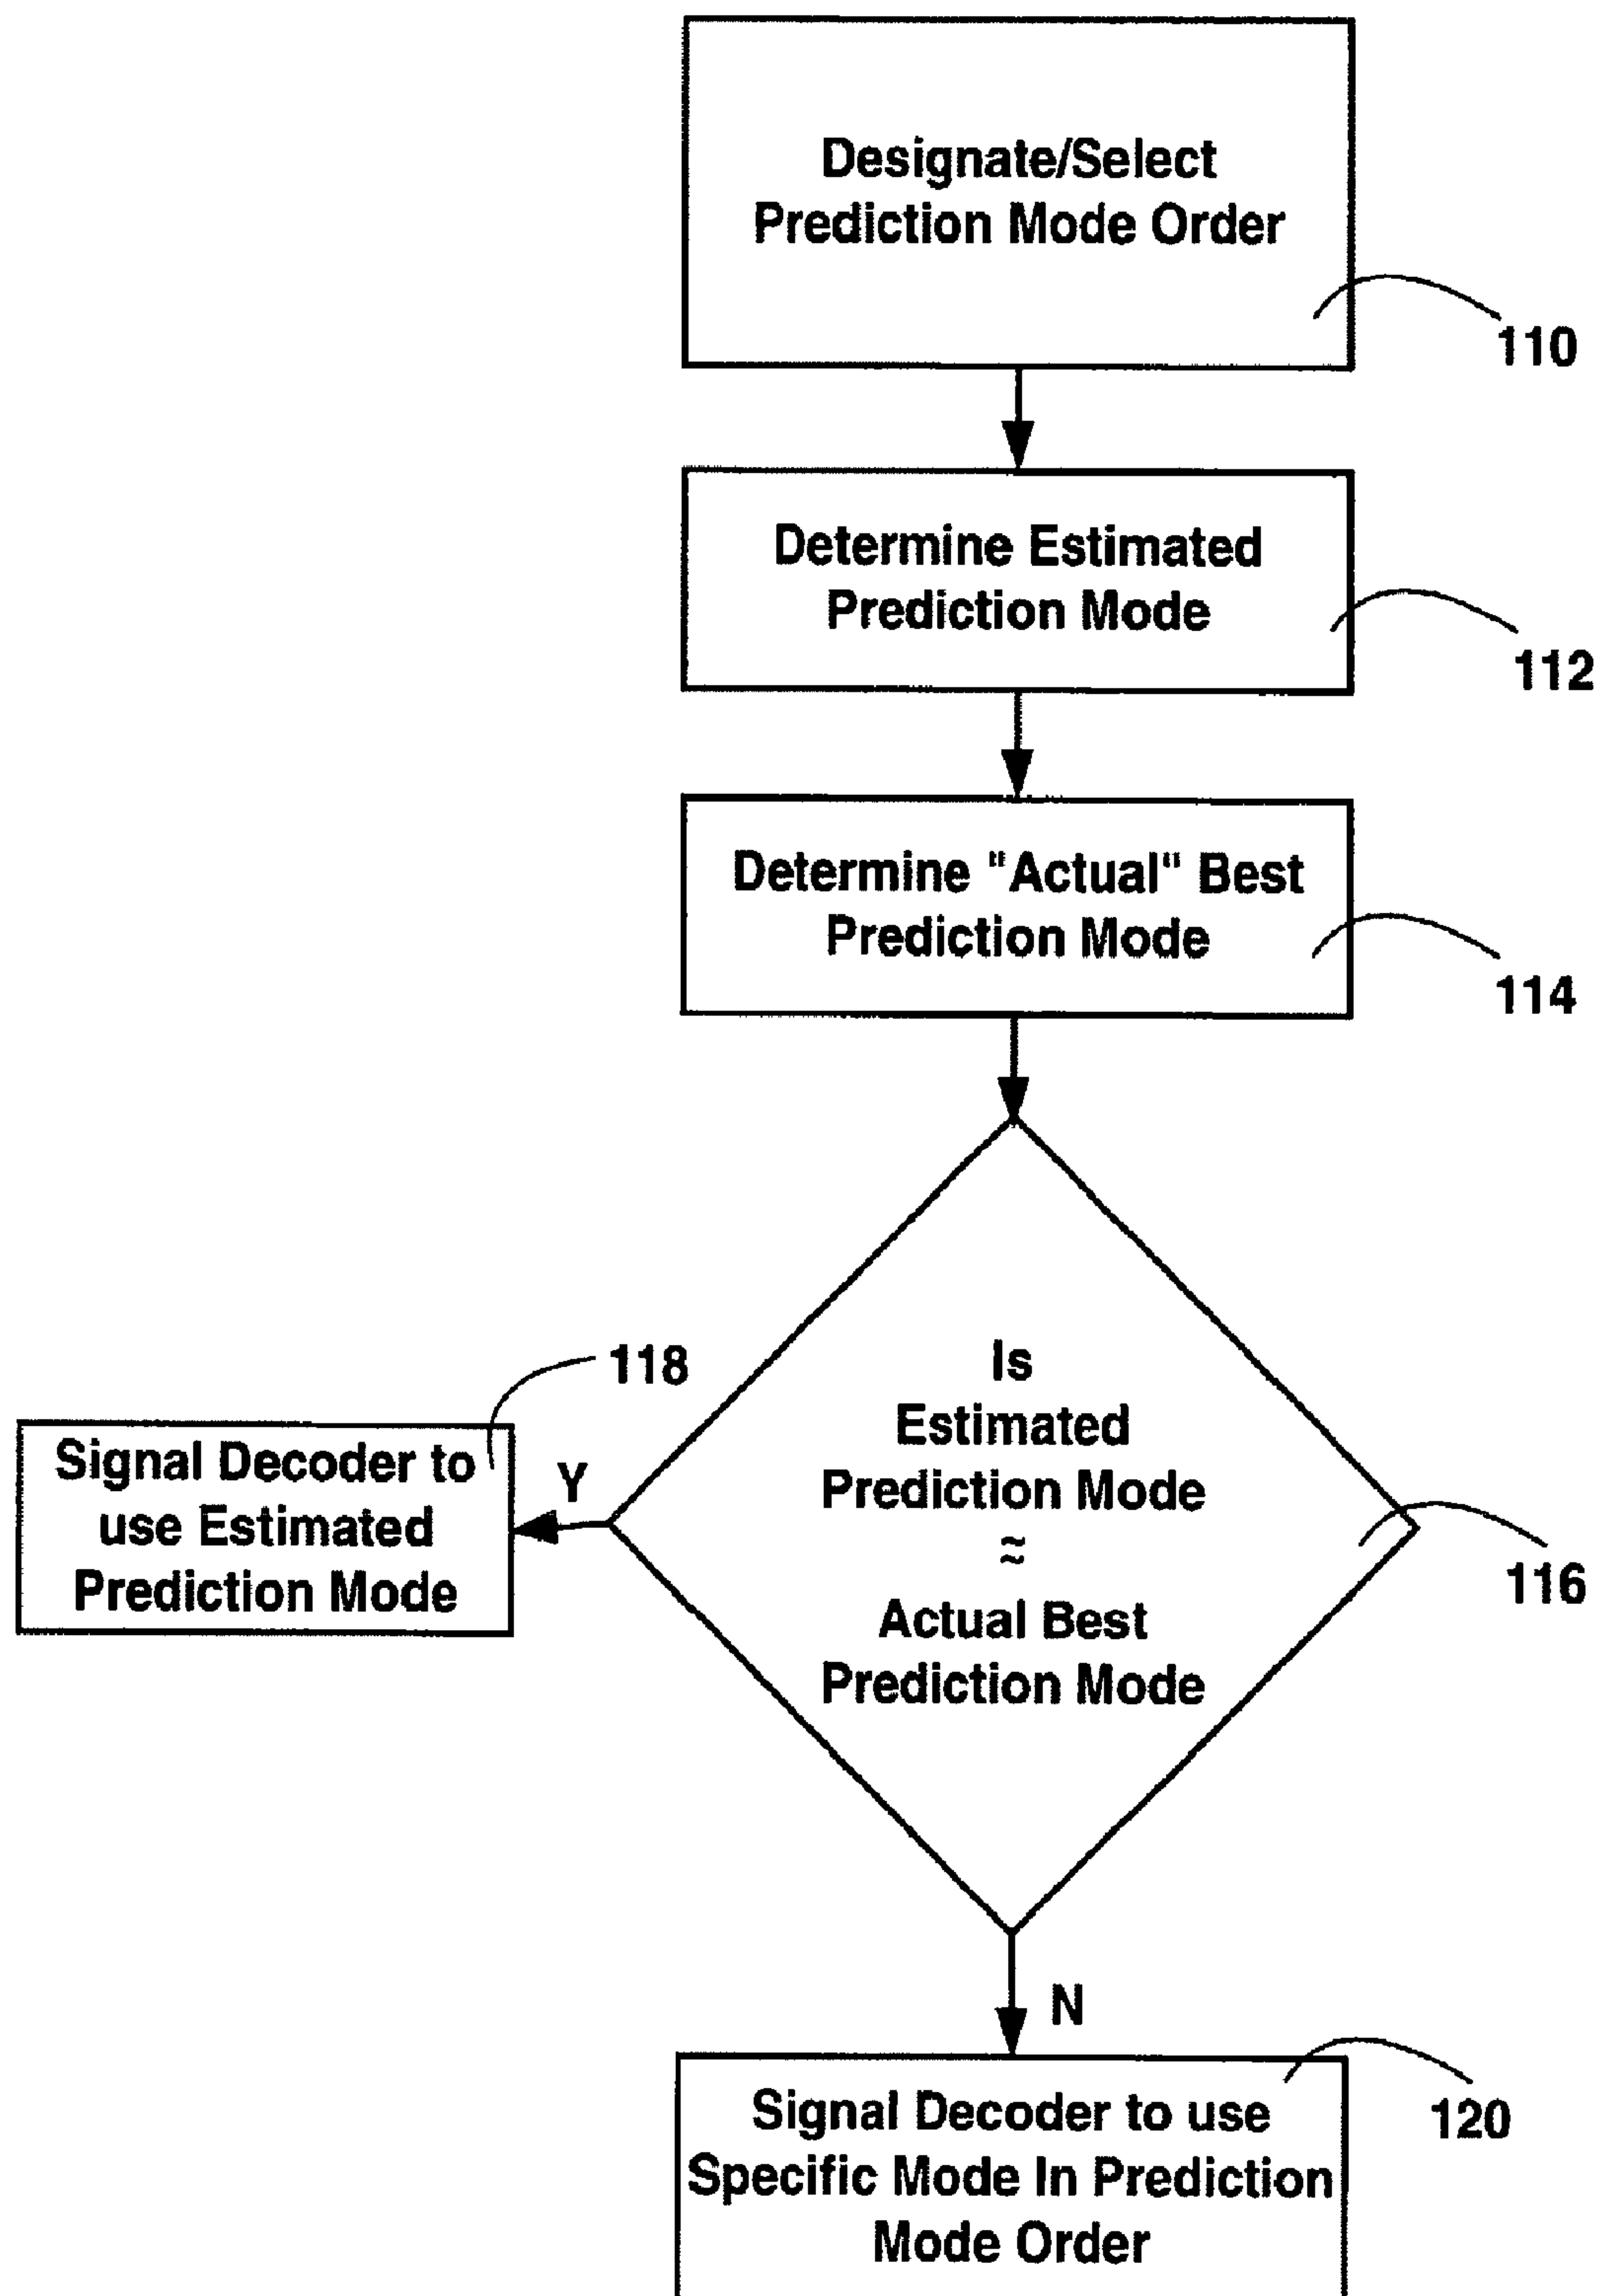 Designate/Select
Prediction Mode Order
110
Determine Estimated
Prediction Mode
112
Determine "Actual" Best
Prediction Mode
114
Is
Estimated
Prediction Mode
≈
Actual Best
Prediction Mode
116
118
Signal Decoder to
use Estimated
Prediction Mode
Y
N
Signal Decoder to use
Specific Mode In Prediction
Mode Order
120